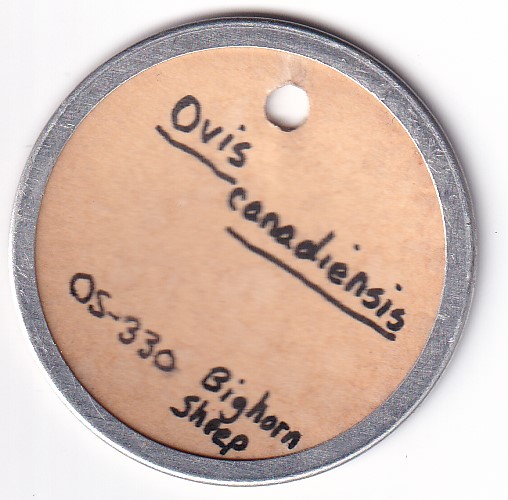 Ovis
canadiensis
OS-330 Bighorn
sheep